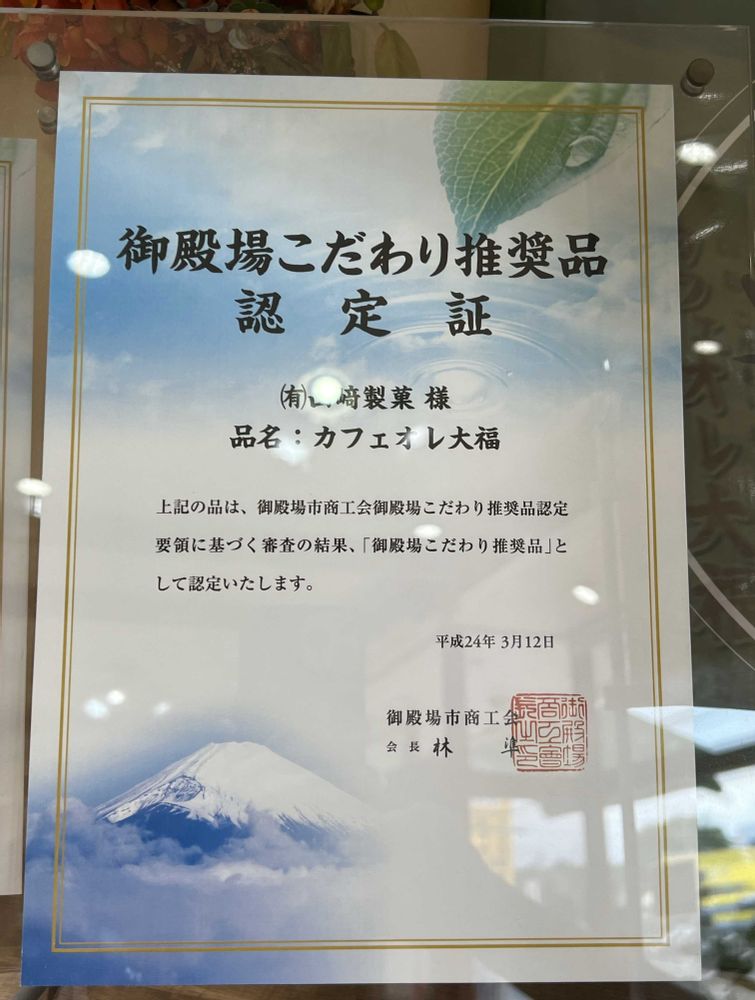 御殿場こだわり推奨品
認定証
㈲山﨑製菓 様
品名：カフェオレ大福
上記の品は、御殿場市商工会御殿場こだわり推奨品認定
要領に基づく審査の結果、「御殿場こだわり推奨品」と
して認定いたします。
平成24年 3月12日
御殿場市商工会
会長 林 準